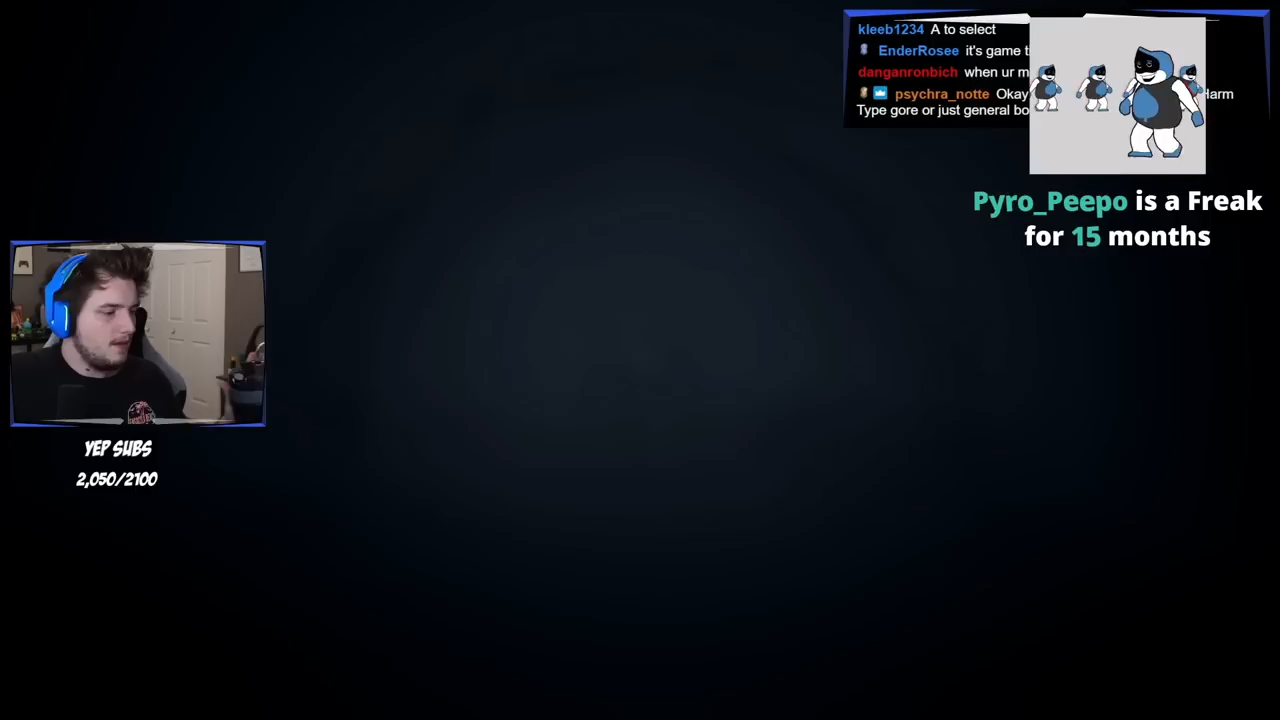 kleeb1234 A to select
EnderRosee it's game
danganronbich when ur
psychra_notte Okay Harm
Type gore or just general
Pyro_Peepo is a Freak
for 15 months
YEP SUBS
2,050/2100